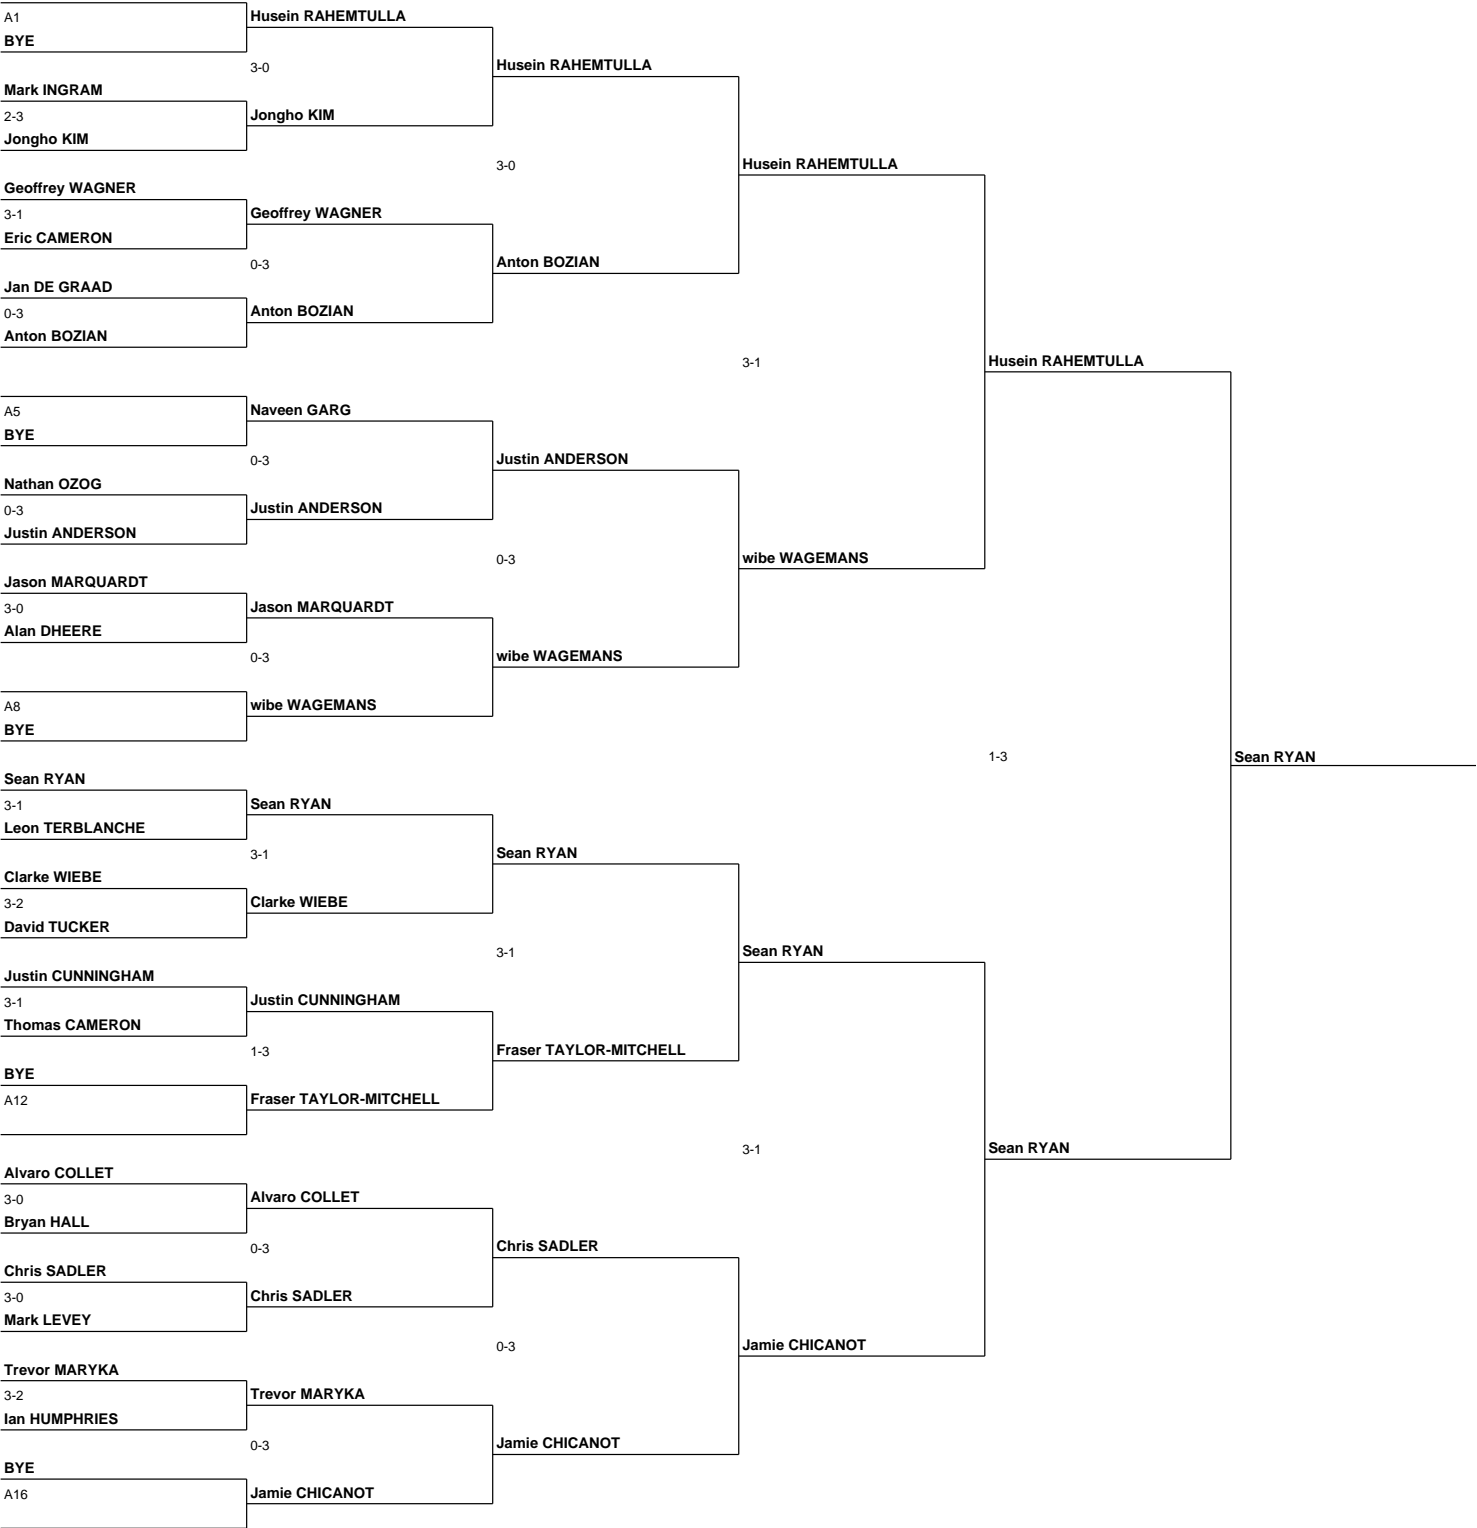 Husein RAHEMTULLA
A1
BYE
3-0
Husein RAHEMTULLA
Mark INGRAM
2-3
Jongho KIM
Jongho KIM
3-0
Husein RAHEMTULLA
Geoffrey WAGNER
3-1
Geoffrey WAGNER
Eric CAMERON
0-3
Anton BOZIAN
Jan DE GRAAD
0-3
Anton BOZIAN
Anton BOZIAN
3-1
Husein RAHEMTULLA
A5
Naveen GARG
BYE
0-3
Justin ANDERSON
Nathan OZOG
0-3
Justin ANDERSON
Justin ANDERSON
0-3
wibe WAGEMANS
Jason MARQUARDT
3-0
Jason MARQUARDT
Alan DHEERE
0-3
wibe WAGEMANS
A8
wibe WAGEMANS
BYE
1-3
Sean RYAN
Sean RYAN
3-1
Sean RYAN
Leon TERBLANCHE
3-1
Sean RYAN
Clarke WIEBE
3-2
Clarke WIEBE
David TUCKER
3-1
Sean RYAN
Justin CUNNINGHAM
3-1
Justin CUNNINGHAM
Thomas CAMERON
1-3
Fraser TAYLOR-MITCHELL
BYE
A12
Fraser TAYLOR-MITCHELL
3-1
Sean RYAN
Alvaro COLLET
3-0
Alvaro COLLET
Bryan HALL
0-3
Chris SADLER
Chris SADLER
3-0
Chris SADLER
Mark LEVEY
0-3
Jamie CHICANOT
Trevor MARYKA
3-2
Trevor MARYKA
Ian HUMPHRIES
0-3
Jamie CHICANOT
BYE
A16
Jamie CHICANOT